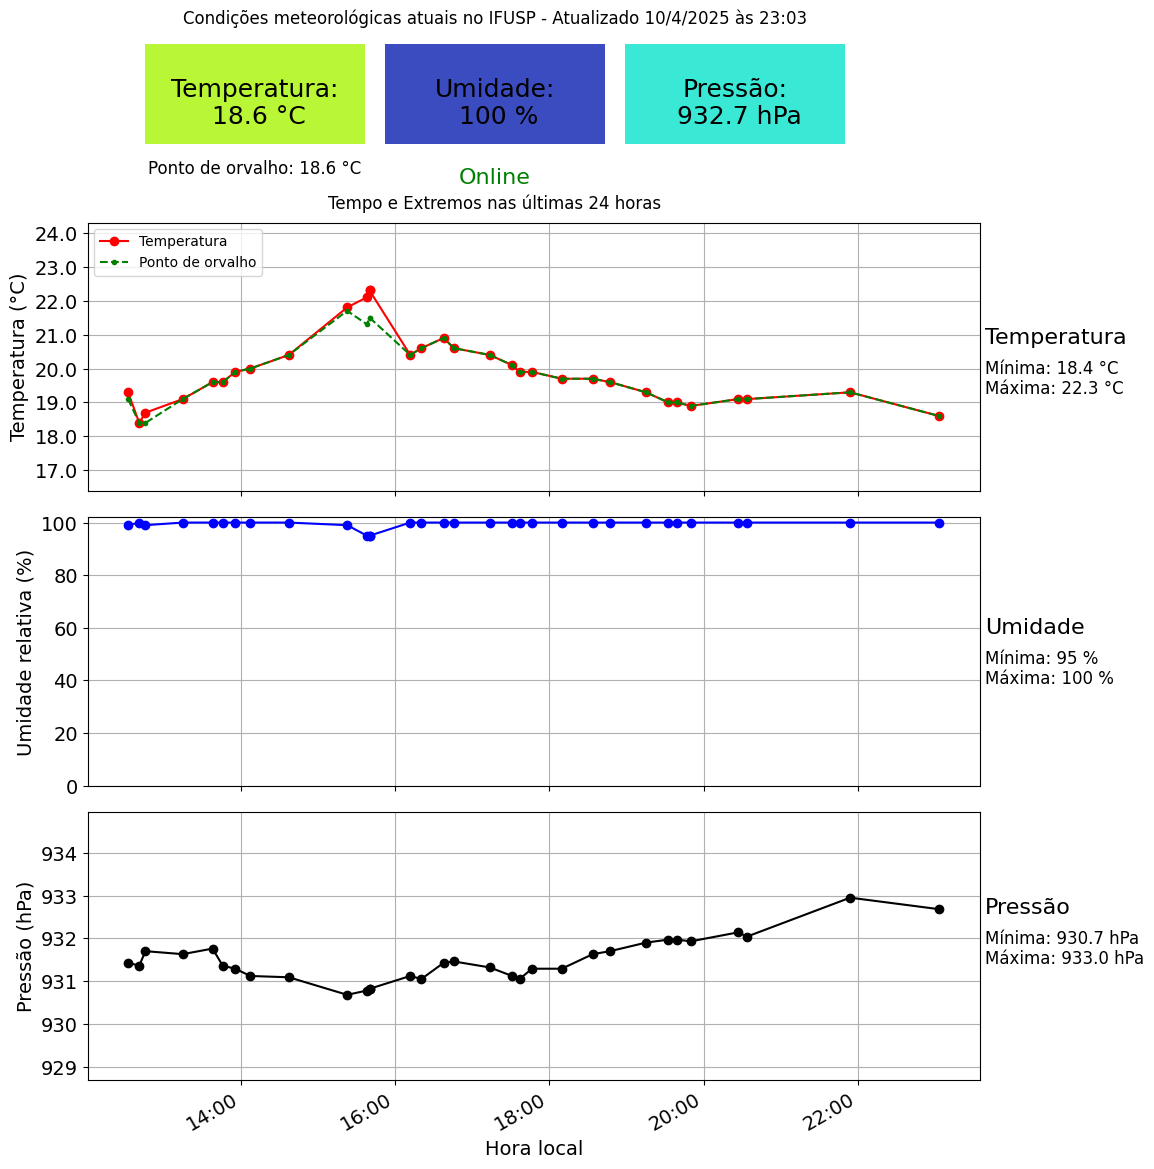 Condições meteorológicas atuais no IFUSP - Atualizado 10/4/2025 às 23:03
Temperatura:
18.6 °C
Umidade:
100 %
Pressão:
932.7 hPa
Ponto de orvalho: 18.6 °C
Online
Tempo e Extremos nas últimas 24 horas
Temperatura (°C)
24.0
23.0
22.0
21.0
20.0
19.0
18.0
17.0
Temperatura
Ponto de orvalho
Temperatura
Mínima: 18.4 °C
Máxima: 22.3 °C
Umidade relativa (%)
100
80
60
40
20
0
Umidade
Mínima: 95 %
Máxima: 100 %
Pressão (hPa)
934
933
932
931
930
929
Pressão
Mínima: 930.7 hPa
Máxima: 933.0 hPa
14:00
16:00
18:00
20:00
22:00
Hora local